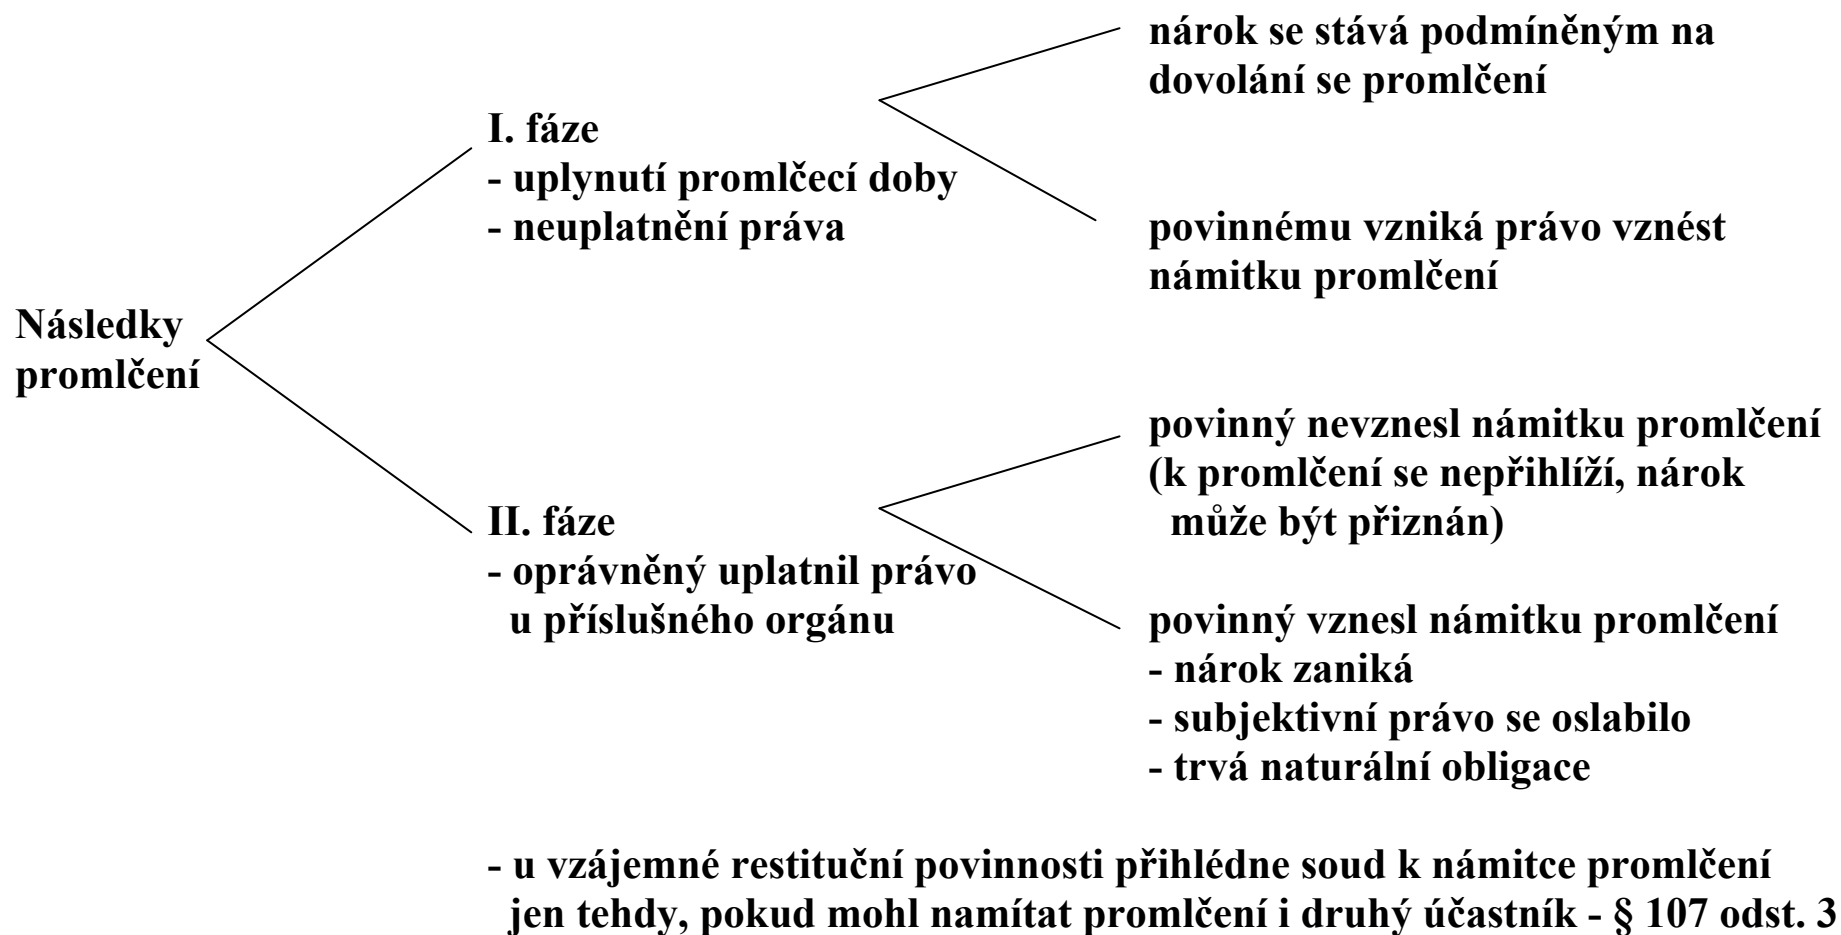 Následky
promlčení
I. fáze
- uplynutí promlčecí doby
- neuplatnění práva
nárok se stává podmíněným na
dovolání se promlčení
povinnému vzniká právo vznést
námitku promlčení
II. fáze
- oprávněný uplatnil právo
u příslušného orgánu
povinný nevznesl námitku promlčení
(k promlčení se nepřihlíží, nárok
může být přiznán)
povinný vznesl námitku promlčení
- nárok zaniká
- subjektivní právo se oslabilo
- trvá naturální obligace
- u vzájemné restituční povinnosti přihlédne soud k námitce promlčení
jen tehdy, pokud mohl namítat promlčení i druhý účastník - § 107 odst. 3